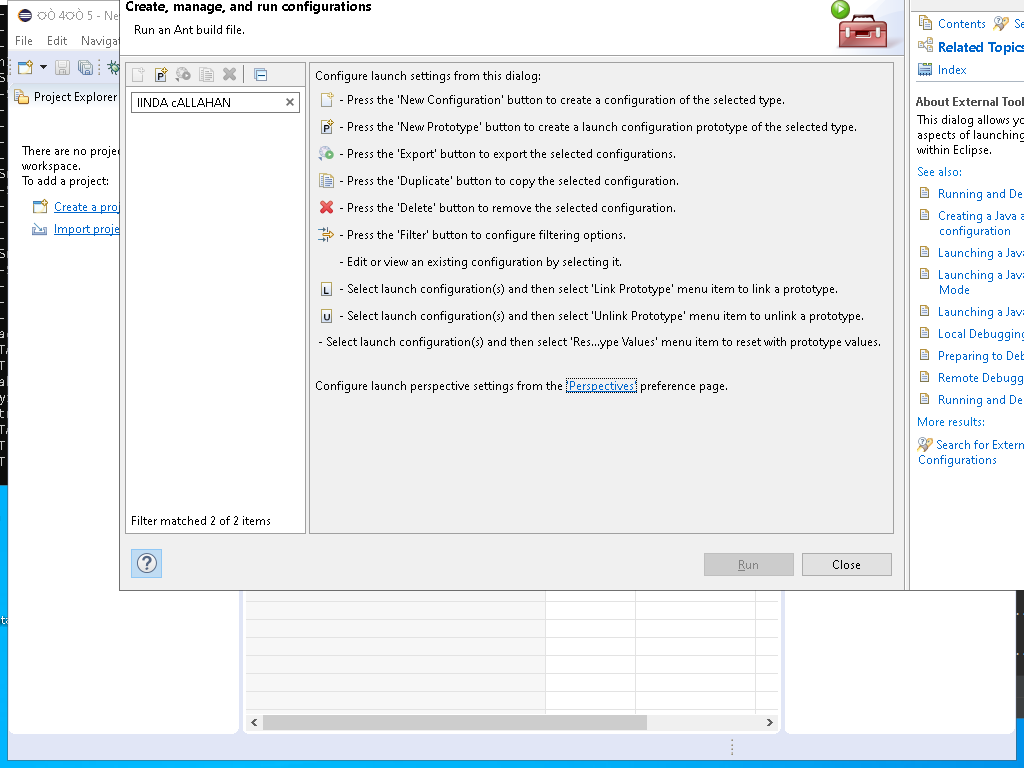 Create, manage, and run configurations
Run an Ant build file.
File Edit Navigat
Project Explorer
There are no proje
workspace.
To add a project:
Create a proj
Import proje
IINDA cALLAHAN
Filter matched 2 of 2 items
Configure launch settings from this dialog:
- Press the 'New Configuration' button to create a configuration of the selected type.
- Press the 'New Prototype' button to create a launch configuration prototype of the selected type.
- Press the 'Export' button to export the selected configurations.
- Press the 'Duplicate' button to copy the selected configuration.
- Press the 'Delete' button to remove the selected configuration.
- Press the 'Filter' button to configure filtering options.
- Edit or view an existing configuration by selecting it.
- Select launch configuration(s) and then select 'Link Prototype' menu item to link a prototype.
- Select launch configuration(s) and then select 'Unlink Prototype' menu item to unlink a prototype.
- Select launch configuration(s) and then select 'Res...ype Values' menu item to reset with prototype values.
Configure launch perspective settings from the 'Perspectives' preference page.
Run
Close
Contents Se
Related Topics
Index
About External Tool
This dialog allows yo
aspects of launching
within Eclipse.
See also:
Running and De
Creating a Java a
configuration
Launching a Java
Launching a Java
Mode
Launching a Java
Local Debugging
Preparing to Deb
Remote Debugg
Running and De
More results:
Search for Extern
Configurations